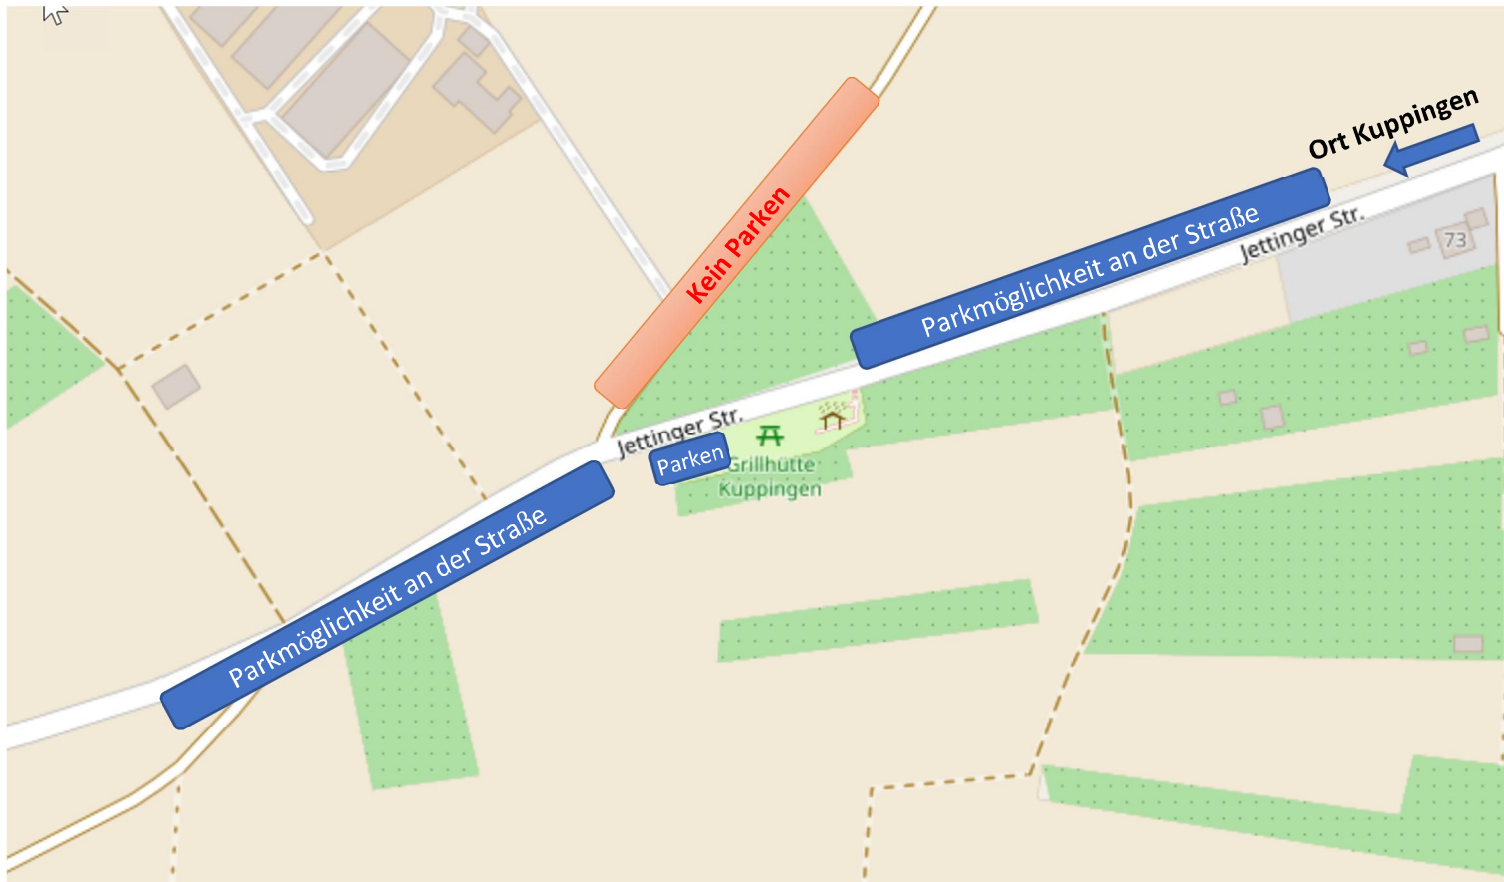 Ort Kuppingen
Kein Parken
Parkmöglichkeit an der Straße
Jettinger Str.
73
Jettinger Str.
Parken
Grillhütte
Kuppingen
Parkmöglichkeit an der Straße